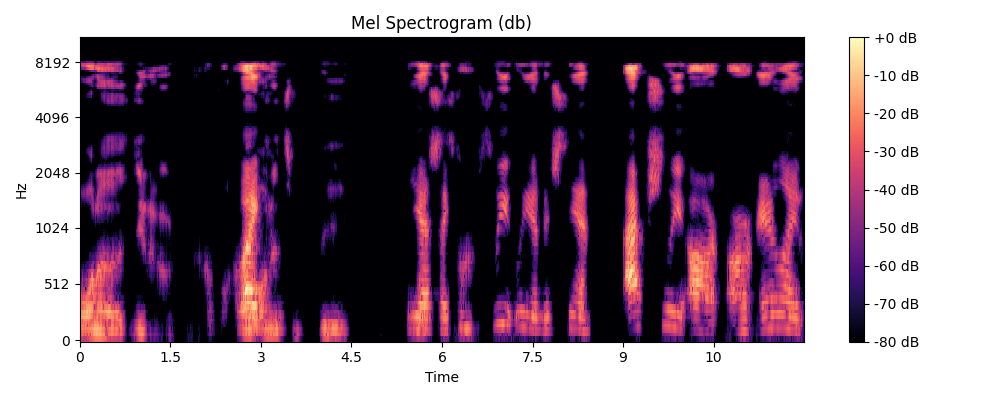 Mel Spectrogram (db)
8192
4096
2048
1024
512
0
Hz
0 1.5 3 4.5 6 7.5 9 10
Time
+0 dB
-10 dB
-20 dB
-30 dB
-40 dB
-50 dB
-60 dB
-70 dB
-80 dB